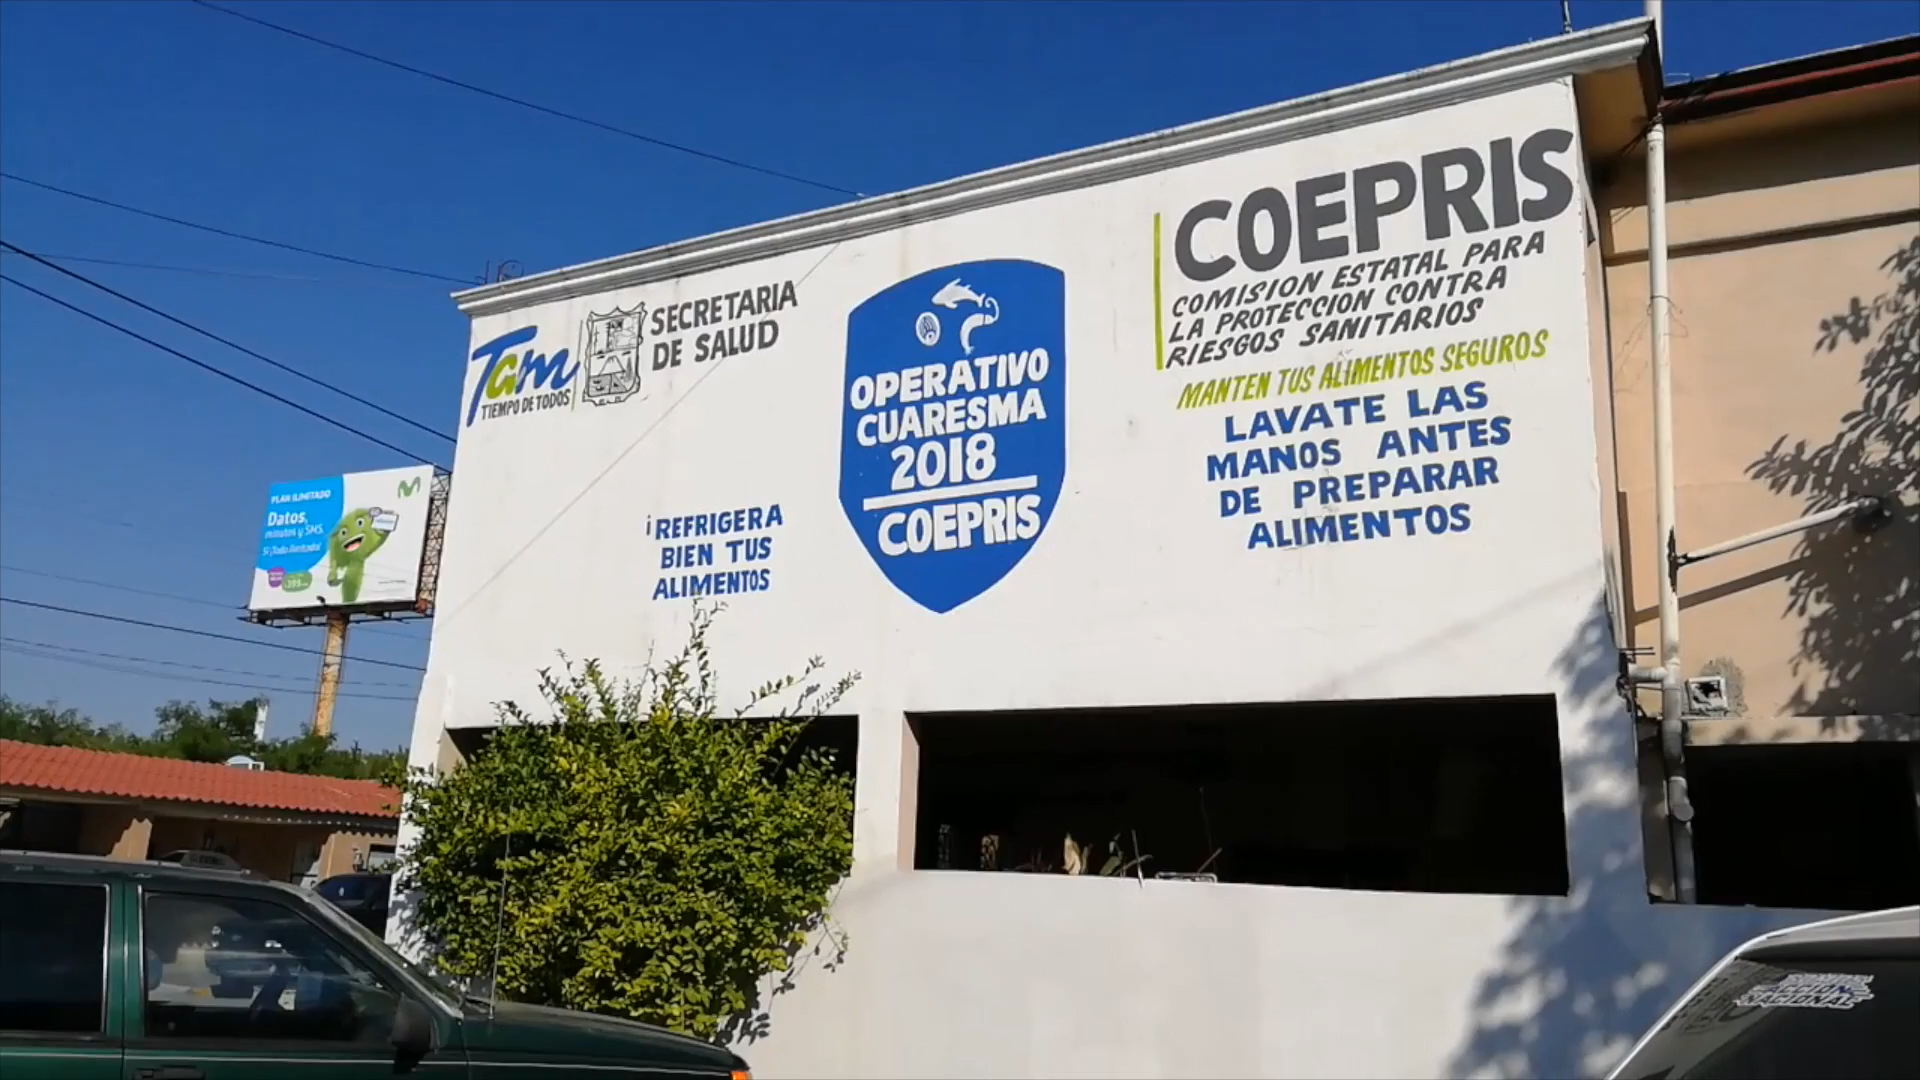 Tam
TIEMPO DE TODOS
SECRETARIA
DE SALUD
OPERATIVO
CUARESMA
2018
COEPRIS
¡REFRIGERA
BIEN TUS
ALIMENTOS
COEPRIS
COMISION ESTATAL PARA
LA PROTECCION CONTRA
RIESGOS SANITARIOS
MANTEN TUS ALIMENTOS SEGUROS
LAVATE LAS
MANOS ANTES
DE PREPARAR
ALIMENTOS
PLAN ILIMITADO
Datos,
minutos y SMS.
ACCION
NACIONAL